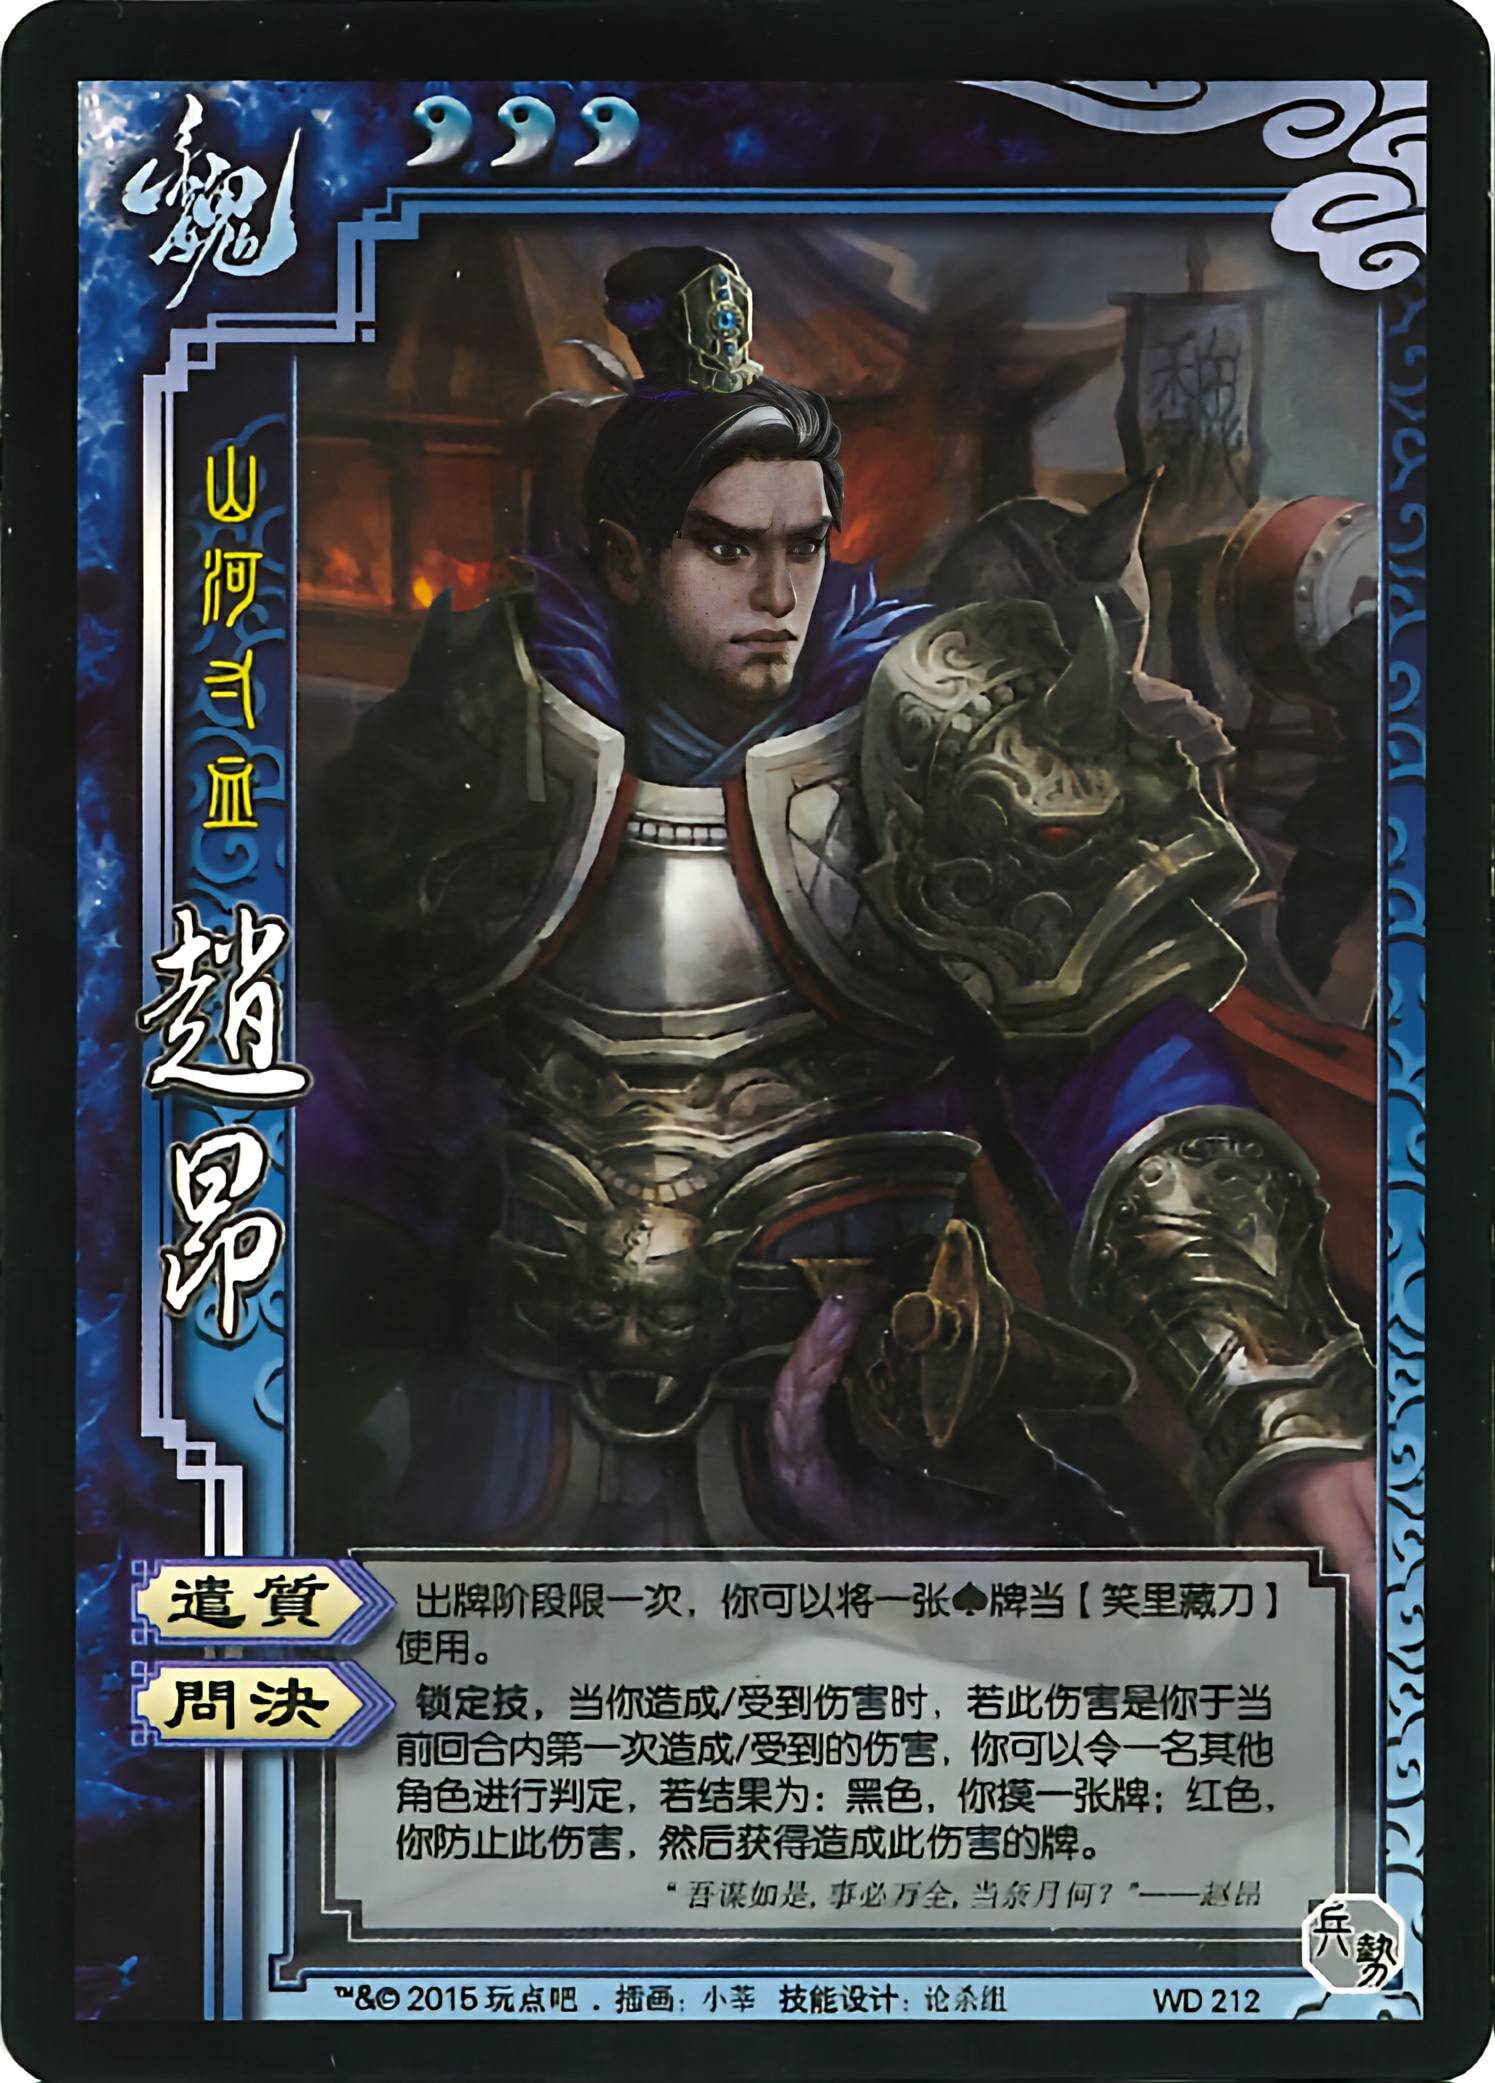 魏
山河
趙昂
遣質
出牌阶段限一次，你可以将一张♠牌当【笑里藏刀】
使用。
問決
锁定技，当你造成/受到伤害时，若此伤害是你于当
前回合内第一次造成/受到的伤害，你可以令一名其他
角色进行判定，若结果为：黑色，你摸一张牌；红色，
你防止此伤害，然后获得造成此伤害的牌。
“吾谋如是，事必万全，当奈月何？”——赵昂
兵勢
™&©2015玩点吧．插画：小莘 技能设计：论杀组 WD 212